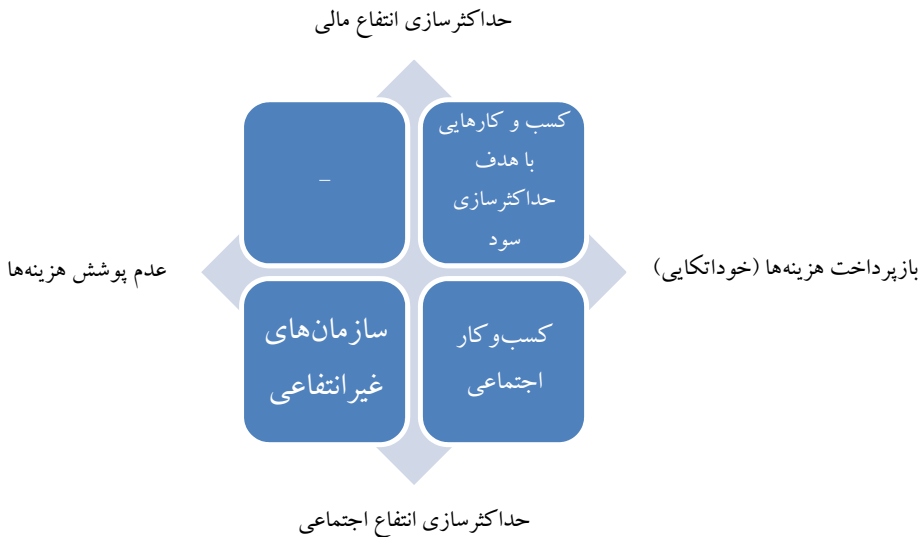 حداکثرسازی انتفاع مالی
کسب و کارهایی
با هدف
حداکثرسازی
سود
–
بازپرداخت هزینه‌ها (خوداتکایی)
عدم پوشش هزینه‌ها
کسب‌و‌کار
اجتماعی
سازمان‌های
غیرانتفاعی
حداکثرسازی انتفاع اجتماعی